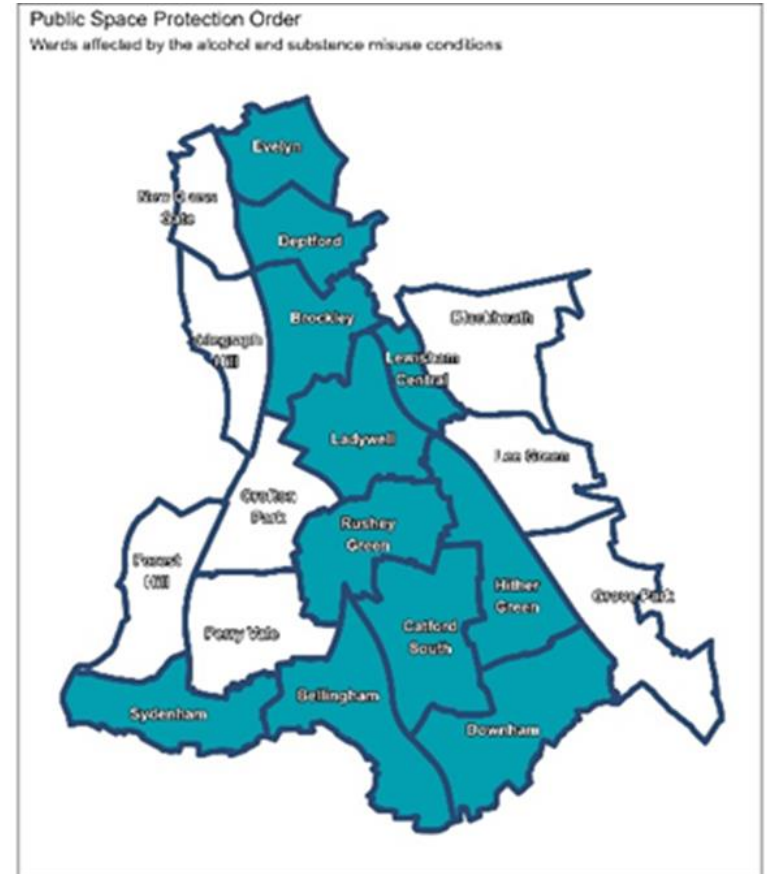 Public Space Protection Order
Wards affected by the alcohol and substance misuse conditions
Evelyn
New Cross
Gate
Deptford
Brockley
Blackheath
Telegraph
Hill
Lewisham
Central
Ladywell
Lee Green
Crofton
Park
Rushey
Green
Forest
Hill
Hither
Green
Grove Park
Perry Vale
Catford
South
Bellingham
Sydenham
Downham